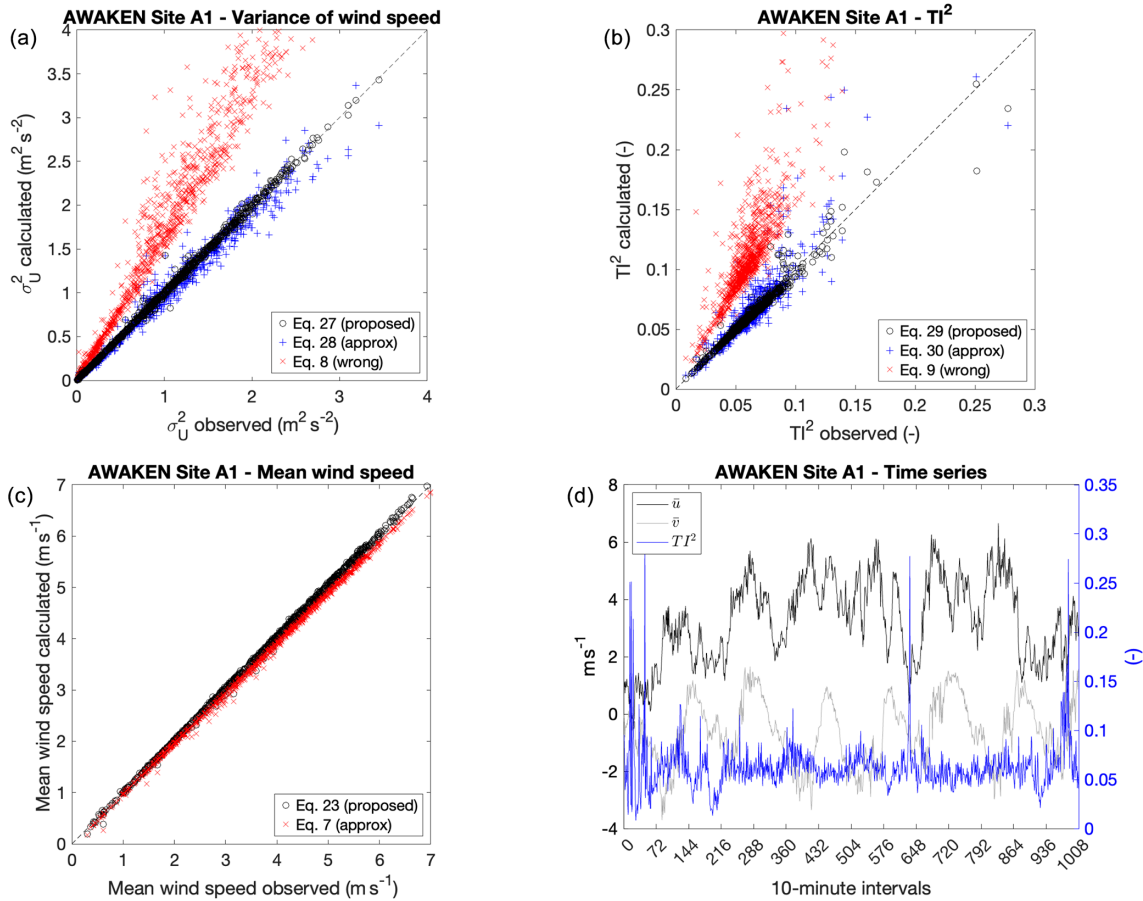 AWAKEN Site A1 - Variance of wind speed
(a)
4
3.5
3
2.5
2
1.5
1
0.5
0
σ²_U calculated (m² s⁻²)
Eq. 27 (proposed)
Eq. 28 (approx)
Eq. 8 (wrong)
0 1 2 3 4
σ²_U observed (m² s⁻²)
AWAKEN Site A1 - TI²
(b)
0.3
0.25
0.2
0.15
0.1
0.05
0
TI² calculated (-)
Eq. 29 (proposed)
Eq. 30 (approx)
Eq. 9 (wrong)
0 0.05 0.1 0.15 0.2 0.25 0.3
TI² observed (-)
AWAKEN Site A1 - Mean wind speed
(c)
7
6
5
4
3
2
1
0
Mean wind speed calculated (m s⁻¹)
Eq. 23 (proposed)
Eq. 7 (approx)
0 1 2 3 4 5 6 7
Mean wind speed observed (m s⁻¹)
AWAKEN Site A1 - Time series
(d)
8
6
4
2
0
-2
-4
m s⁻¹
ū
v̄
TI²
0.35
0.3
0.25
0.2
0.15
0.1
0.05
0
(-)
0 72 144 216 288 360 432 504 576 648 720 792 864 936 1008
10-minute intervals